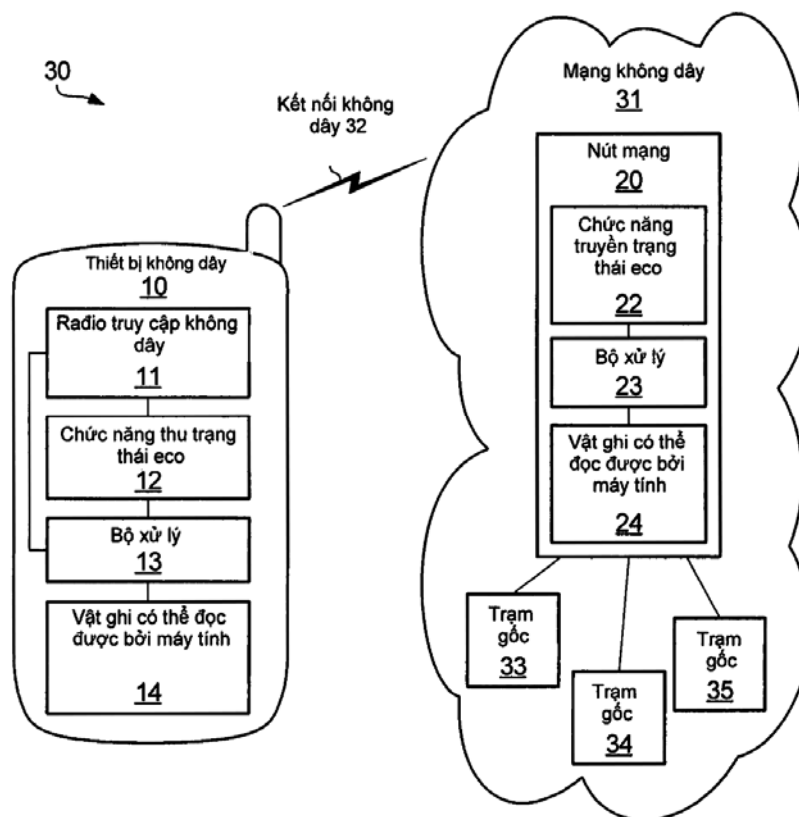 30
Kết nối không
dây 32
Thiết bị không dây
10
Rađio truy cập không
dây
11
Chức năng thu trạng
thái eco
12
Bộ xử lý
13
Vật ghi có thể đọc
được bởi máy tính
14
Mạng không dây
31
Nút mạng
20
Chức năng
truyền trạng
thái eco
22
Bộ xử lý
23
Vật ghi có thể
đọc được bởi
máy tính
24
Trạm
gốc
33
Trạm
gốc
34
Trạm
gốc
35